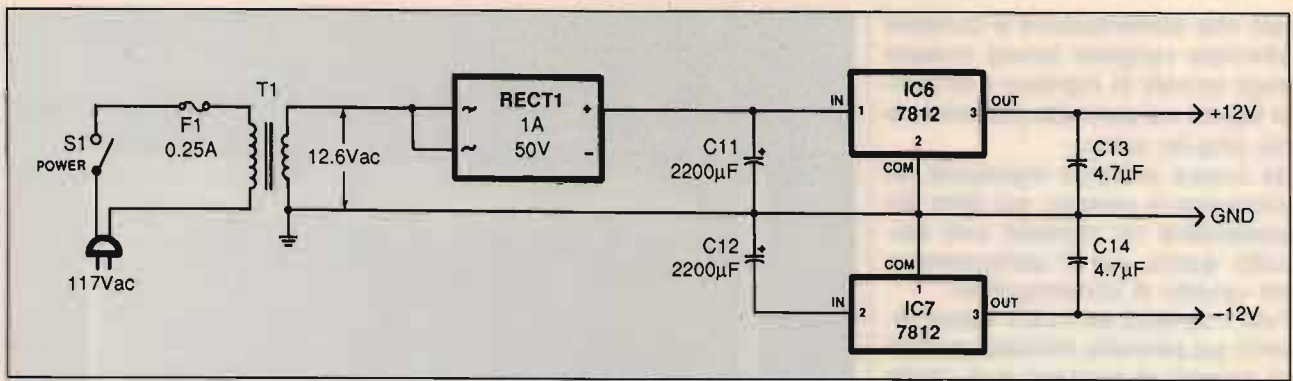 S1
POWER
117Vac
F1
0.25A
T1
12.6Vac
~
~
RECT1
1A
50V
+
−
C11
2200µF
+
C12
2200µF
+
IN
1
IC6
7812
2
COM
3
OUT
COM
1
IN
2
IC7
7812
3
OUT
C13
4.7µF
C14
4.7µF
+12V
GND
−12V